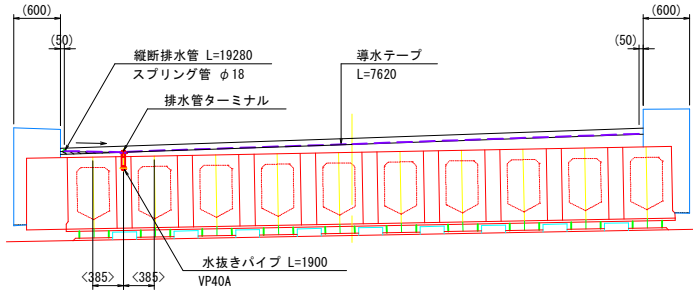 (600)
(600)
(50)
(50)
縦断排水管 L=19280
スプリング管 φ18
導水テープ
L=7620
排水管ターミナル
水抜きパイプ L=1900
VP40A
<385>
<385>